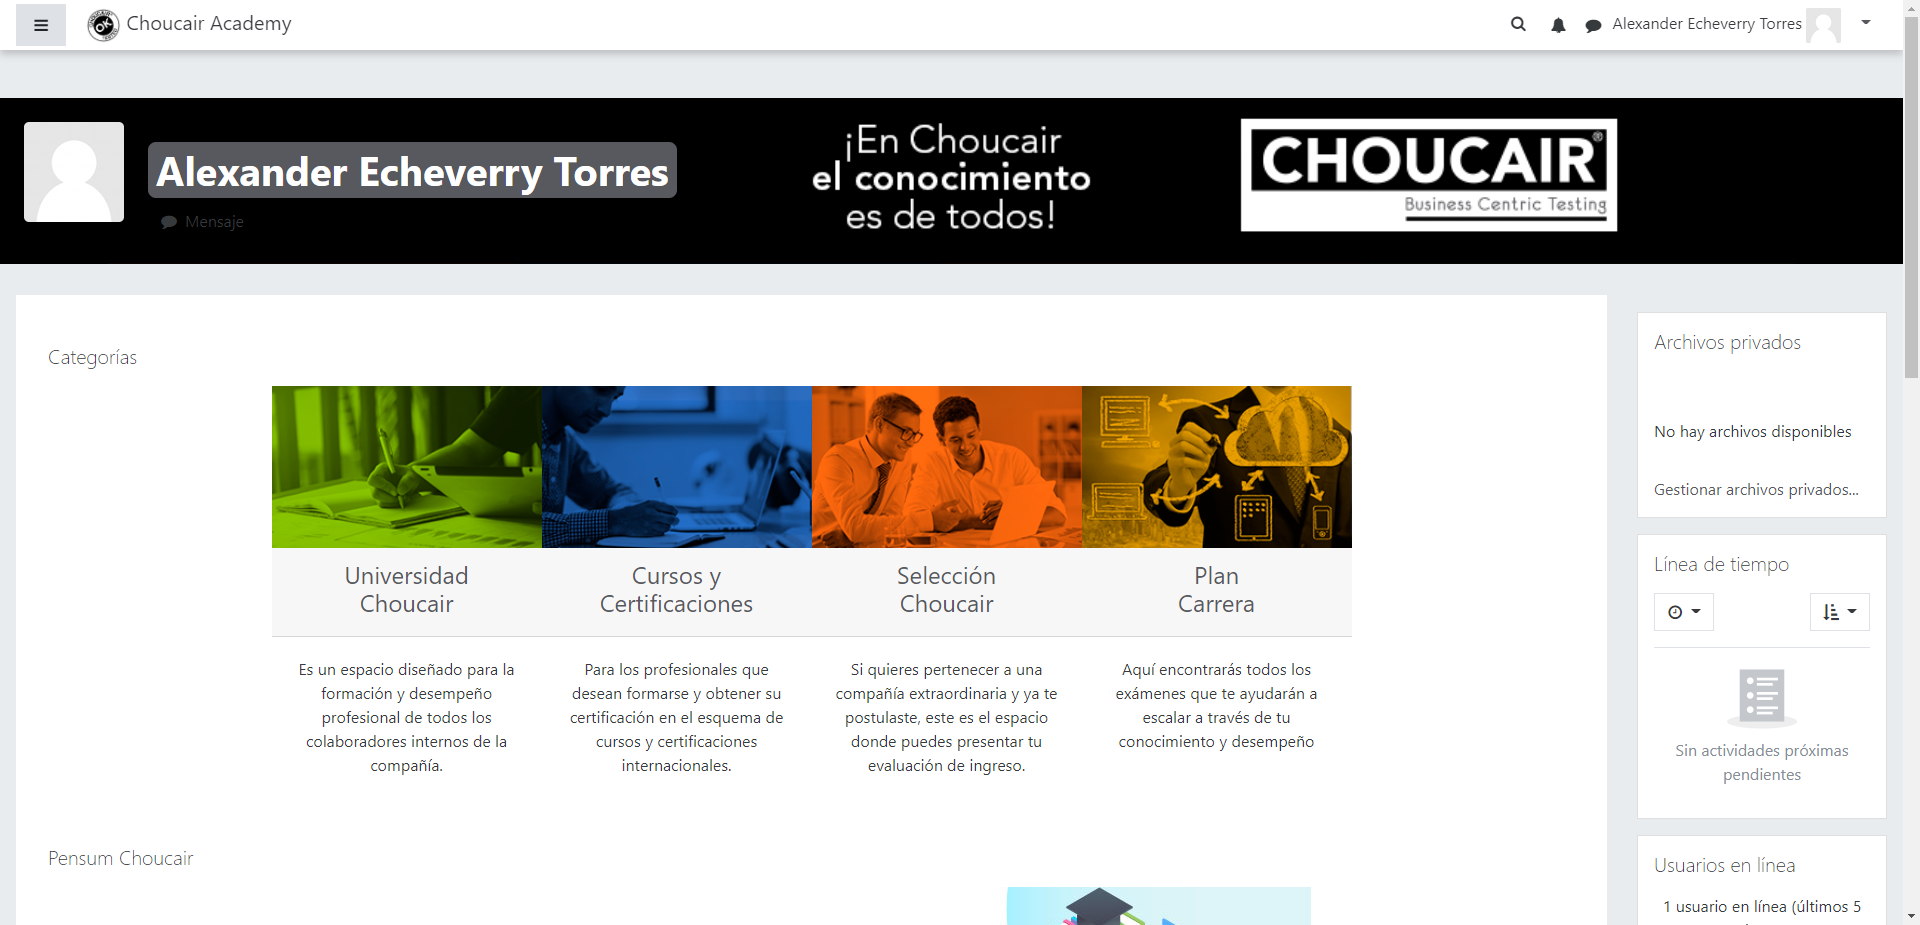 Choucair Academy
Alexander Echeverry Torres
Alexander Echeverry Torres
Mensaje
¡En Choucair
el conocimiento
es de todos!
CHOUCAIR®
Business Centric Testing
Categorías
Universidad
Choucair
Es un espacio diseñado para la
formación y desempeño
profesional de todos los
colaboradores internos de la
compañía.
Cursos y
Certificaciones
Para los profesionales que
desean formarse y obtener su
certificación en el esquema de
cursos y certificaciones
internacionales.
Selección
Choucair
Si quieres pertenecer a una
compañía extraordinaria y ya te
postulaste, este es el espacio
donde puedes presentar tu
evaluación de ingreso.
Plan
Carrera
Aquí encontrarás todos los
exámenes que te ayudarán a
escalar a través de tu
conocimiento y desempeño
Pensum Choucair
Archivos privados
No hay archivos disponibles
Gestionar archivos privados...
Línea de tiempo
Sin actividades próximas
pendientes
Usuarios en línea
1 usuario en línea (últimos 5